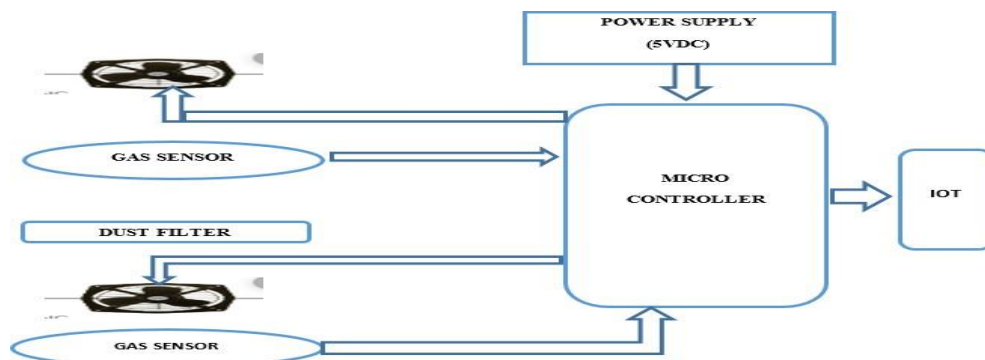 POWER SUPPLY
(5VDC)
GAS SENSOR
MICRO
CONTROLLER
IOT
DUST FILTER
GAS SENSOR